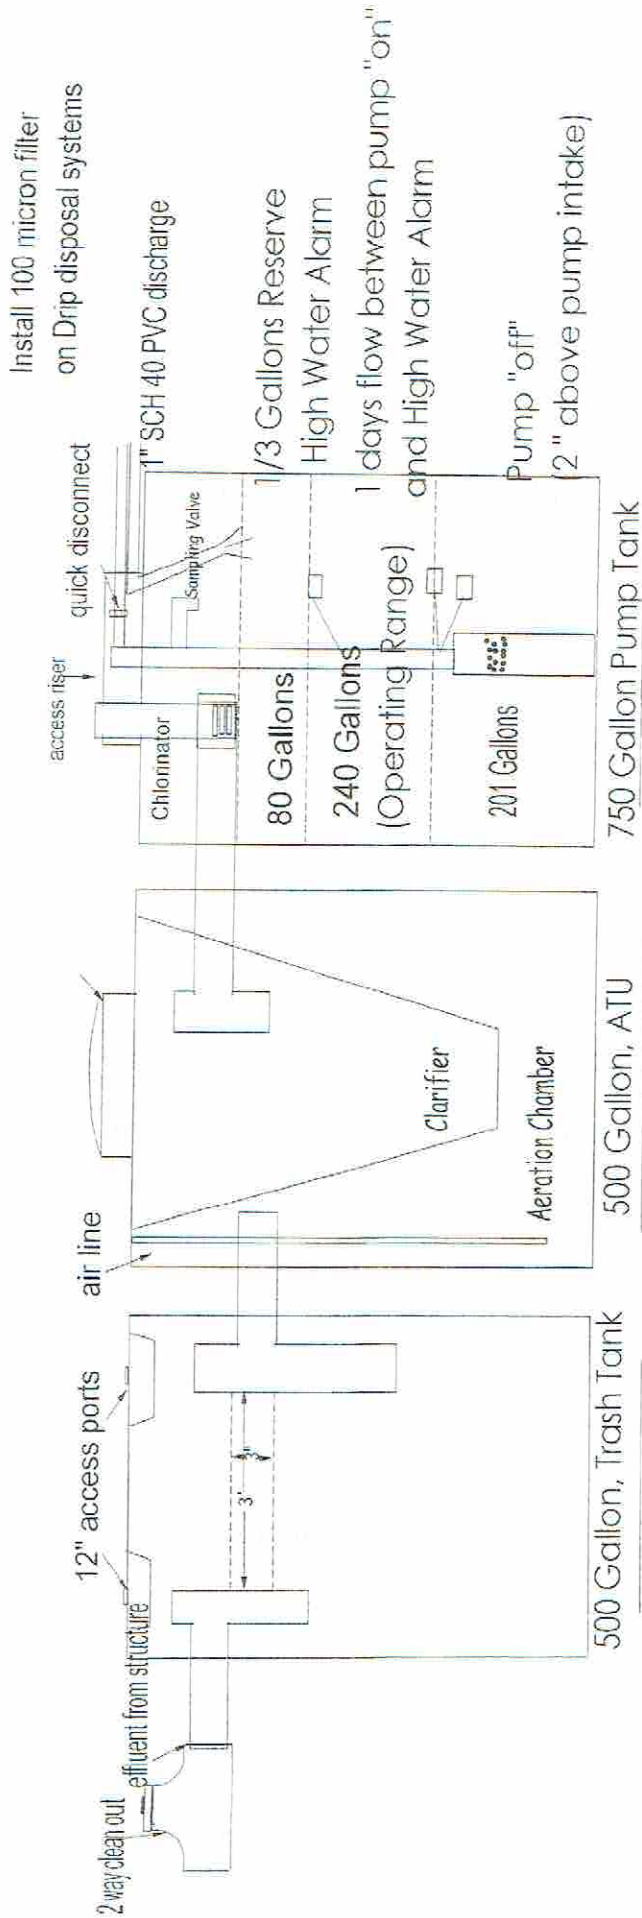 Install 100 micron filter
on Drip disposal systems
2 way clean out
effluent from structure
12" access ports
3'
3"
500 Gallon, Trash Tank
air line
Clarifier
Aeration Chamber
500 Gallon, ATU
access riser
quick disconnect
1" SCH 40 PVC discharge
Chlorinator
Sampling Valve
80 Gallons
1/3 Gallons Reserve
High Water Alarm
240 Gallons
(Operating Range)
1 days flow between pump "on"
and High Water Alarm
201 Gallons
Pump "off"
(2" above pump intake)
750 Gallon Pump Tank